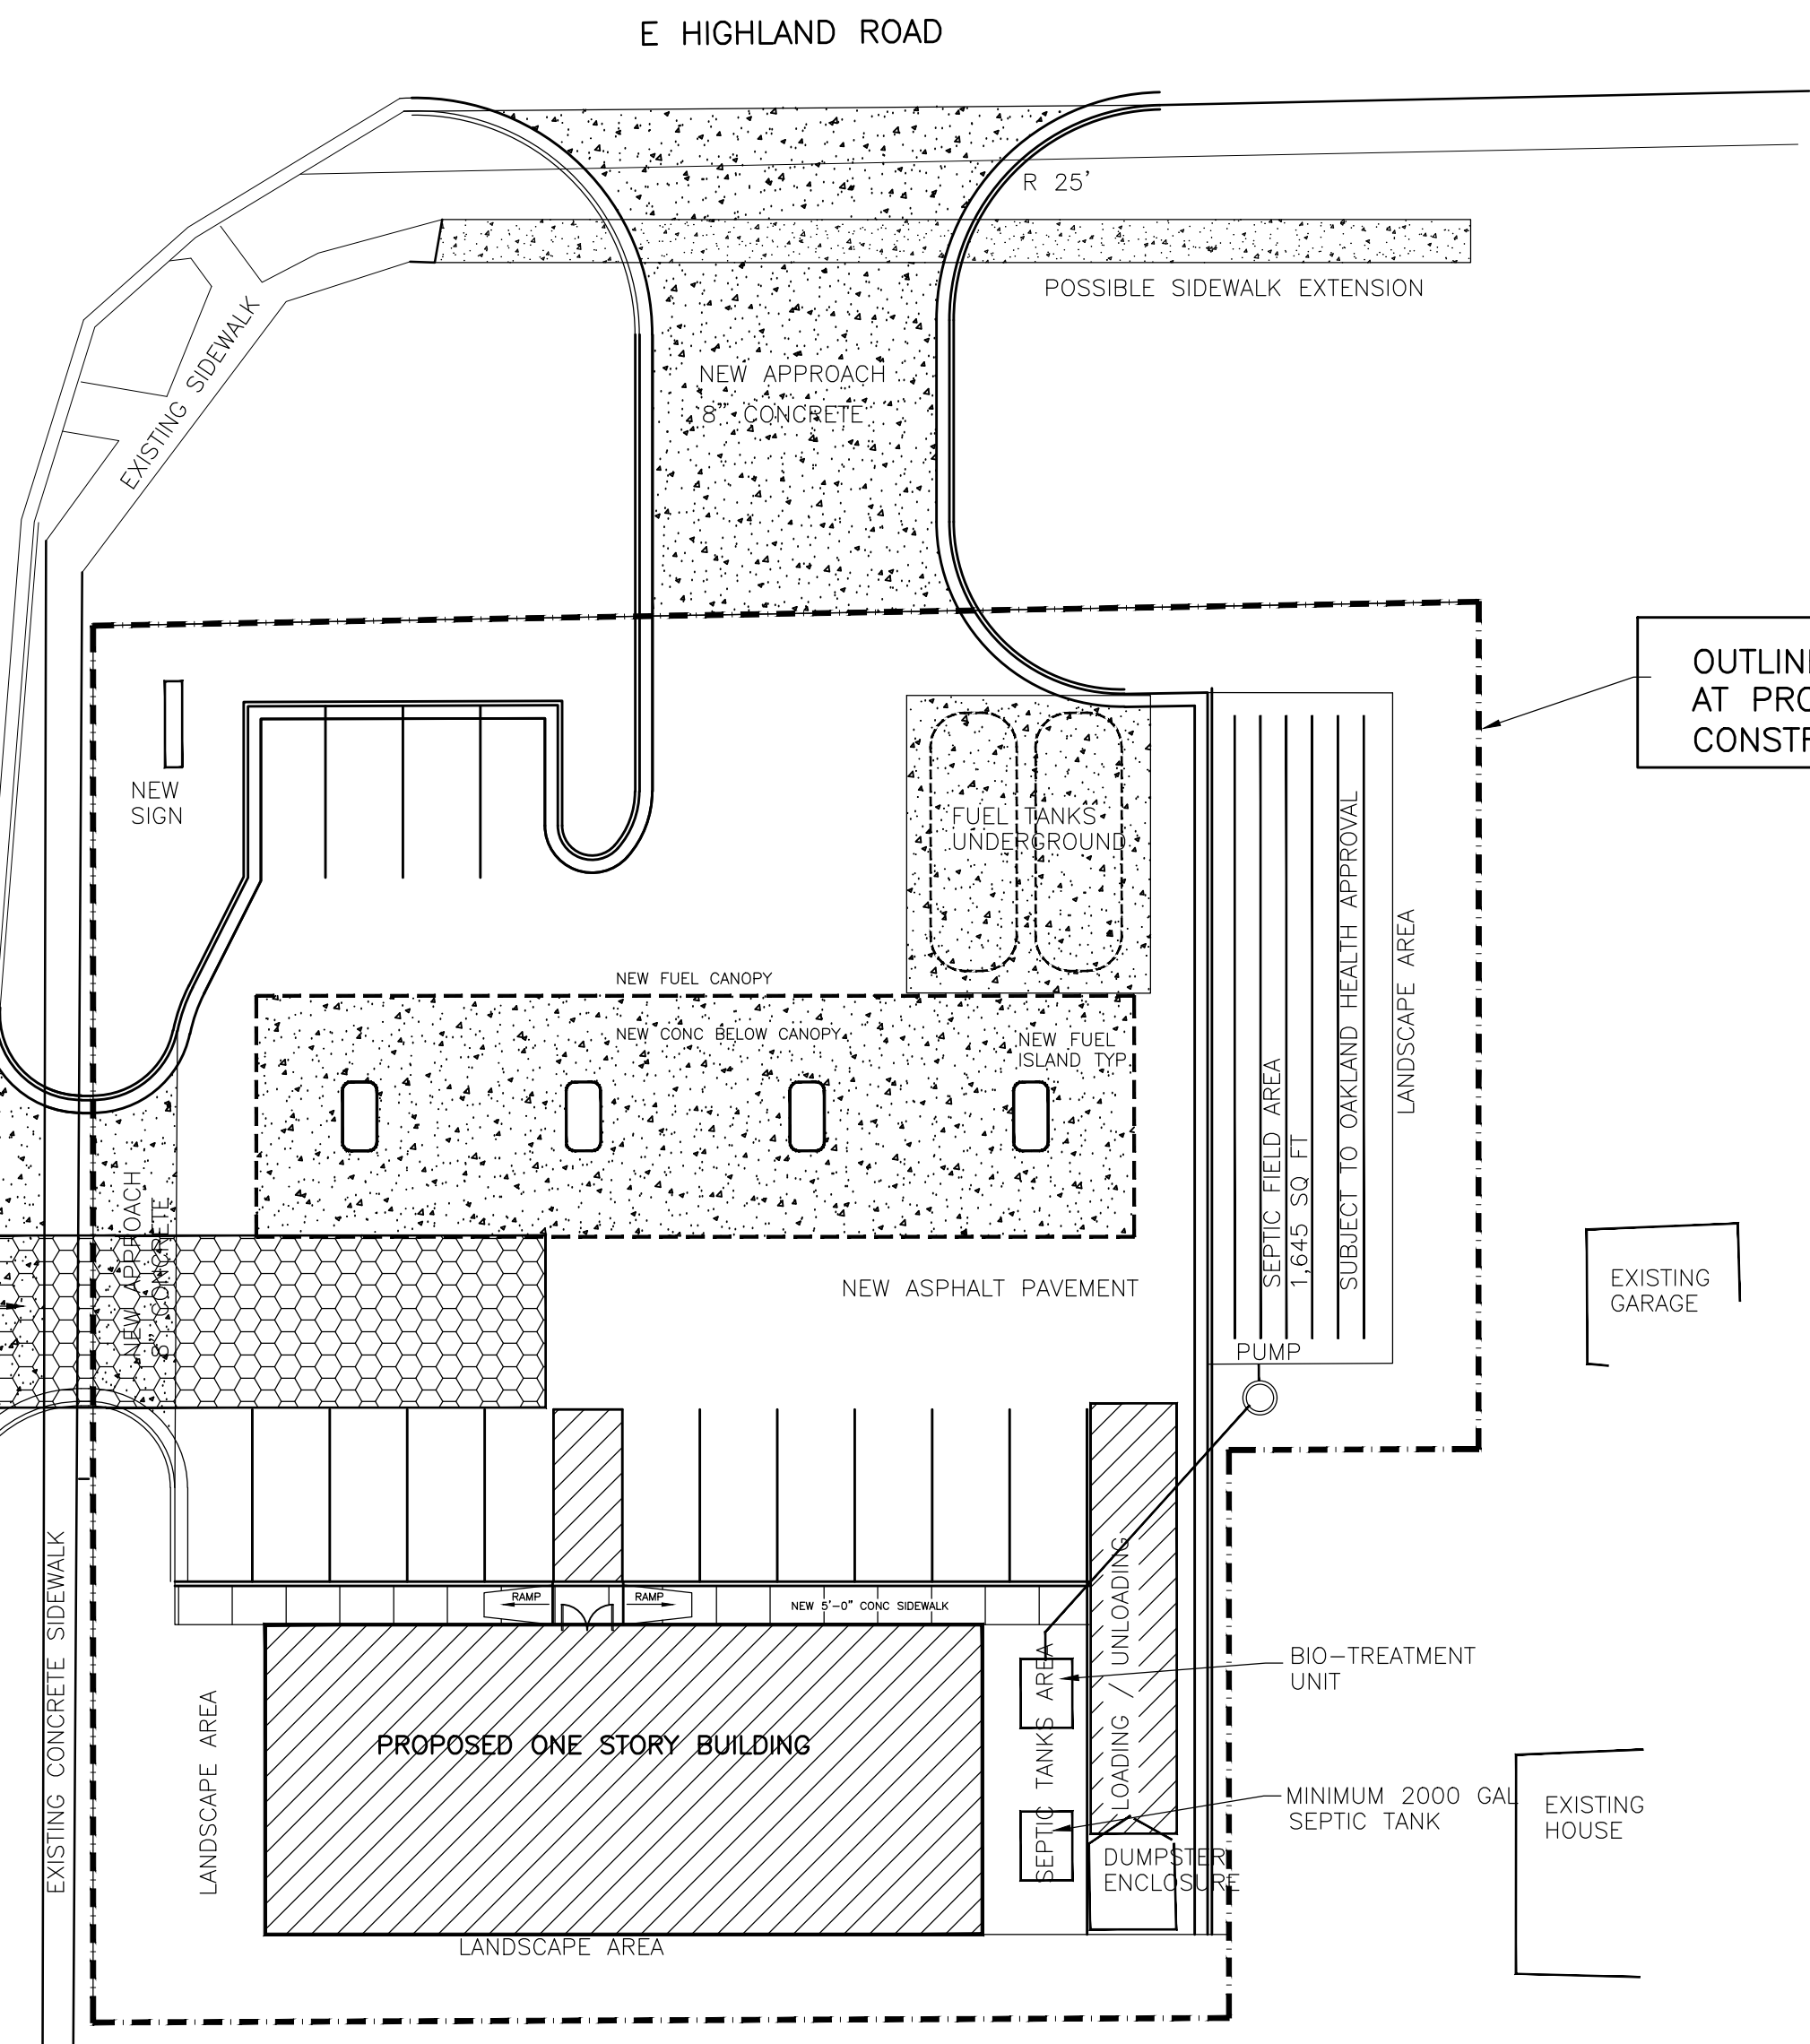 E HIGHLAND ROAD
R 25'
POSSIBLE SIDEWALK EXTENSION
EXISTING SIDEWALK
NEW APPROACH
8" CONCRETE
OUTLIN
AT PRO
CONSTR
NEW
SIGN
FUEL TANKS
UNDERGROUND
SEPTIC FIELD AREA
1,645 SQ FT
SUBJECT TO OAKLAND HEALTH APPROVAL
LANDSCAPE AREA
NEW FUEL CANOPY
NEW CONC BELOW CANOPY
NEW FUEL
ISLAND TYP.
NEW APPROACH
8" CONCRETE
NEW ASPHALT PAVEMENT
EXISTING
GARAGE
PUMP
EXISTING CONCRETE SIDEWALK
RAMP
RAMP
NEW 5'-0" CONC SIDEWALK
LOADING / UNLOADING
SEPTIC TANKS AREA
BIO-TREATMENT
UNIT
LANDSCAPE AREA
PROPOSED ONE STORY BUILDING
MINIMUM 2000 GAL
SEPTIC TANK
EXISTING
HOUSE
DUMPSTER
ENCLOSURE
LANDSCAPE AREA